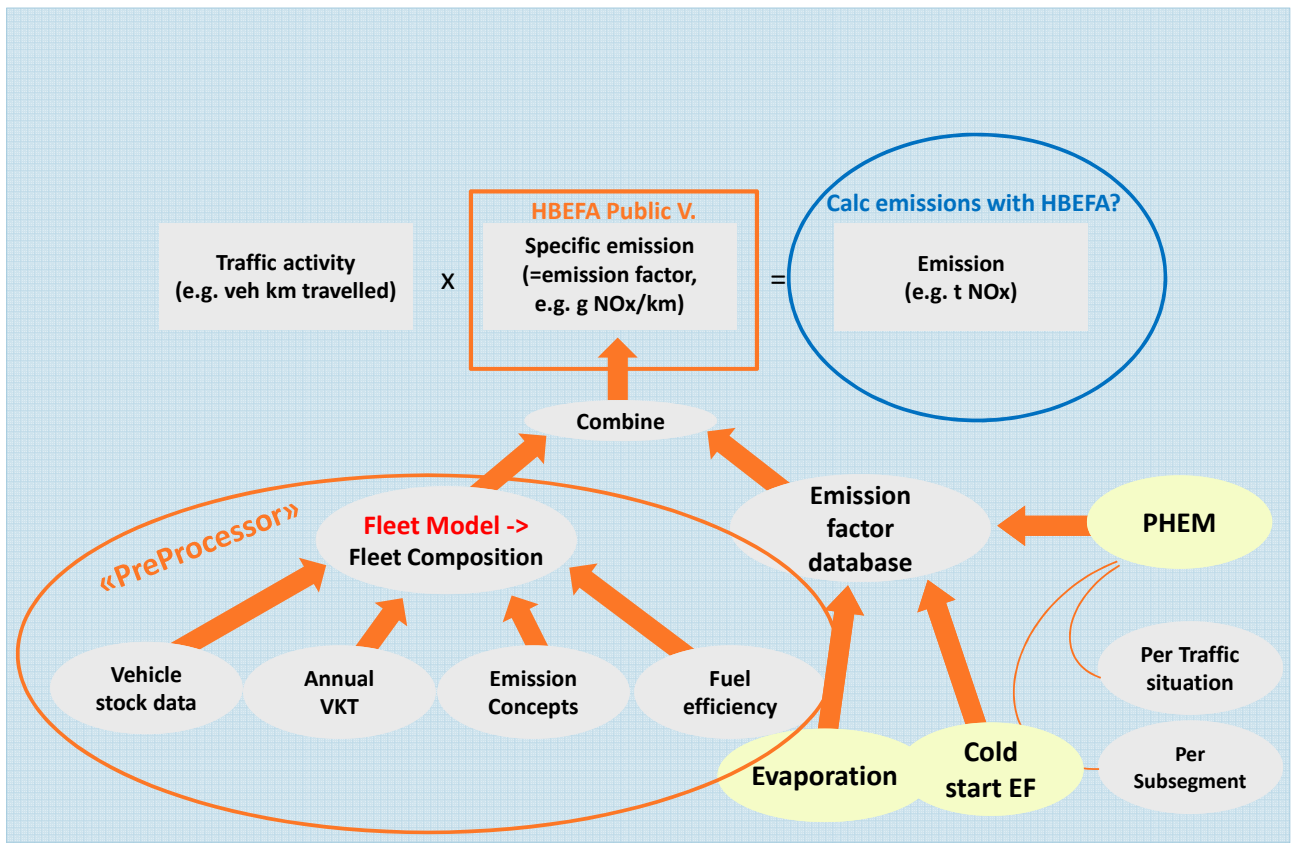 HBEFA Public V.
Calc emissions with HBEFA?
Traffic activity
(e.g. veh km travelled)
x
Specific emission
(=emission factor,
e.g. g NOx/km)
=
Emission
(e.g. t NOx)
Combine
«PreProcessor»
Fleet Model ->
Fleet Composition
Emission
factor
database
PHEM
Vehicle
stock data
Annual
VKT
Emission
Concepts
Fuel
efficiency
Per Traffic
situation
Evaporation
Cold
start EF
Per
Subsegment